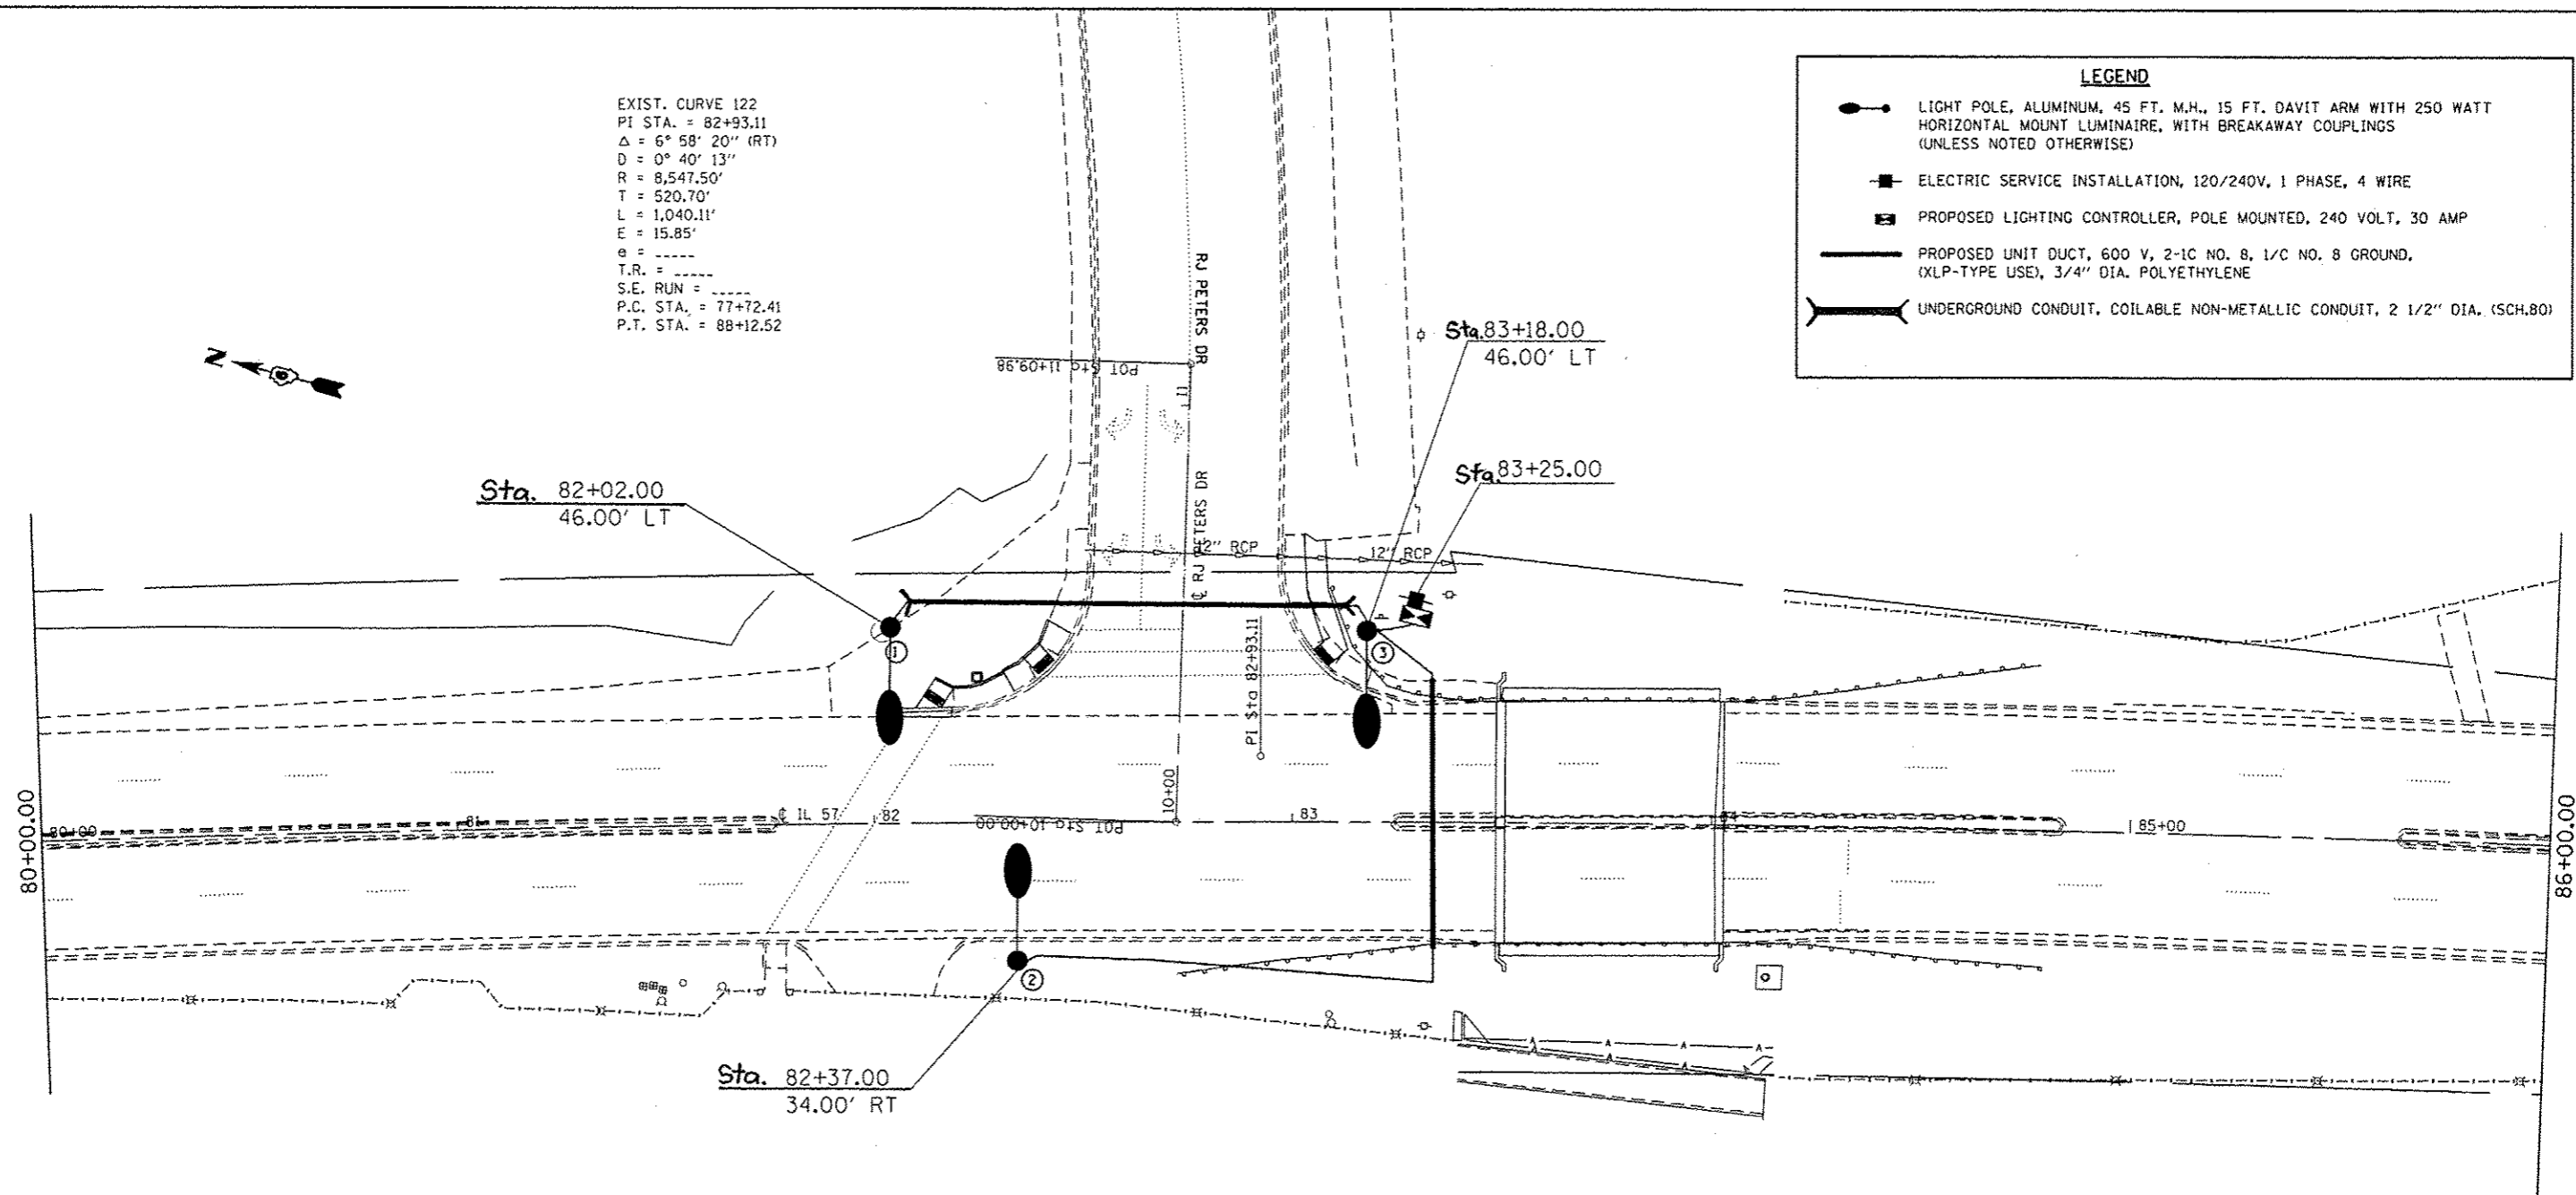 EXIST. CURVE 122
PI STA. = 82+93.11
Δ = 6° 58' 20" (RT)
D = 0° 40' 13"
R = 8,547.50'
T = 520.70'
L = 1,040.11'
E = 15.85'
e = _____
T.R. = _____
S.E. RUN = _____
P.C. STA. = 77+72.41
P.T. STA. = 88+12.52
N
LEGEND
LIGHT POLE, ALUMINUM, 45 FT. M.H., 15 FT. DAVIT ARM WITH 250 WATT
HORIZONTAL MOUNT LUMINAIRE, WITH BREAKAWAY COUPLINGS
(UNLESS NOTED OTHERWISE)
ELECTRIC SERVICE INSTALLATION, 120/240V, 1 PHASE, 4 WIRE
PROPOSED LIGHTING CONTROLLER, POLE MOUNTED, 240 VOLT, 30 AMP
PROPOSED UNIT DUCT, 600 V, 2-1C NO. 8, 1/C NO. 8 GROUND,
(XLP-TYPE USE), 3/4" DIA. POLYETHYLENE
UNDERGROUND CONDUIT, COILABLE NON-METALLIC CONDUIT, 2 1/2" DIA. (SCH.80)
RJ PETERS DR
POT Sta 11+09.98
11
Sta. 83+18.00
46.00' LT
Sta. 83+25.00
Sta. 82+02.00
46.00' LT
℄ RJ PETERS DR
12" RCP
12" RCP
1
3
PI Sta 82+93.11
10+00
80+00.00
80+00
81
℄ IL 57
82
POT Sta 10+00.00
83
84
85+00
86+00.00
2
Sta. 82+37.00
34.00' RT